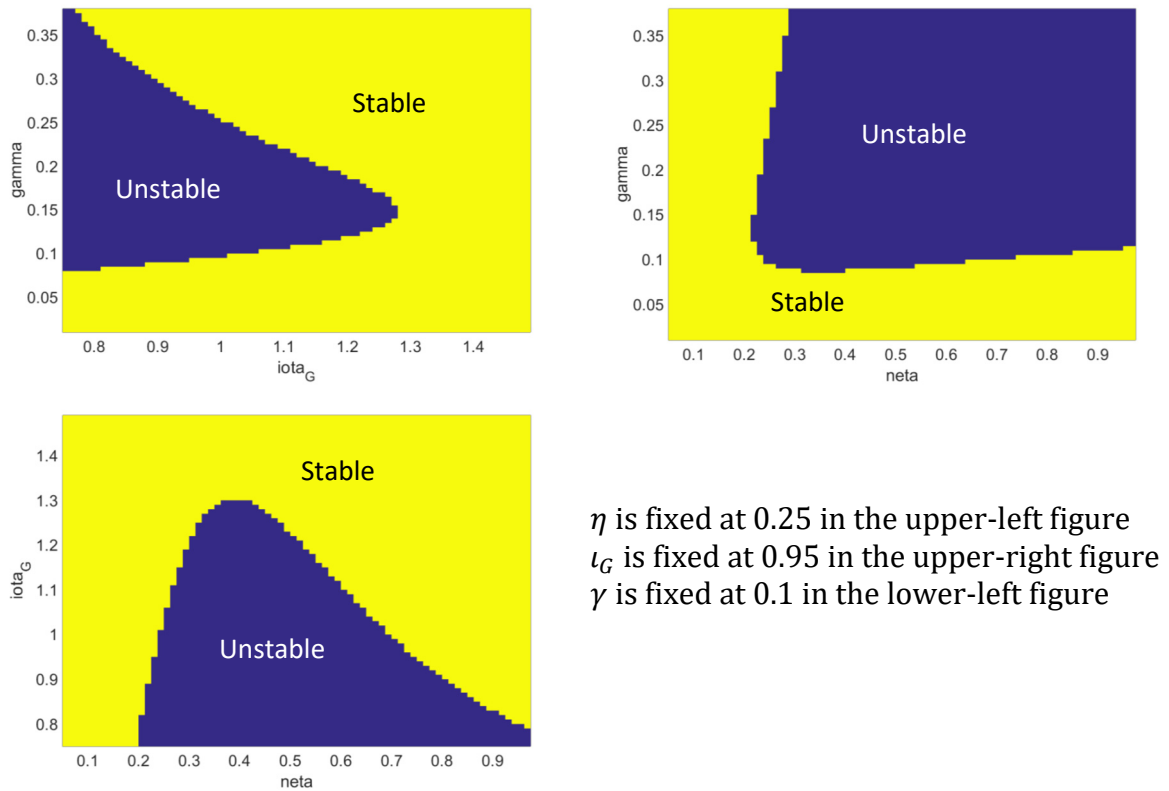 0.35
0.3
0.25
0.2
0.15
0.1
0.05
gamma
Stable
Unstable
0.8 0.9 1 1.1 1.2 1.3 1.4
iota_G
0.35
0.3
0.25
0.2
0.15
0.1
0.05
gamma
Unstable
Stable
0.1 0.2 0.3 0.4 0.5 0.6 0.7 0.8 0.9
neta
1.4
1.3
1.2
1.1
1
0.9
0.8
iota_G
Stable
Unstable
0.1 0.2 0.3 0.4 0.5 0.6 0.7 0.8 0.9
neta
η is fixed at 0.25 in the upper-left figure
ι_G is fixed at 0.95 in the upper-right figure
γ is fixed at 0.1 in the lower-left figure